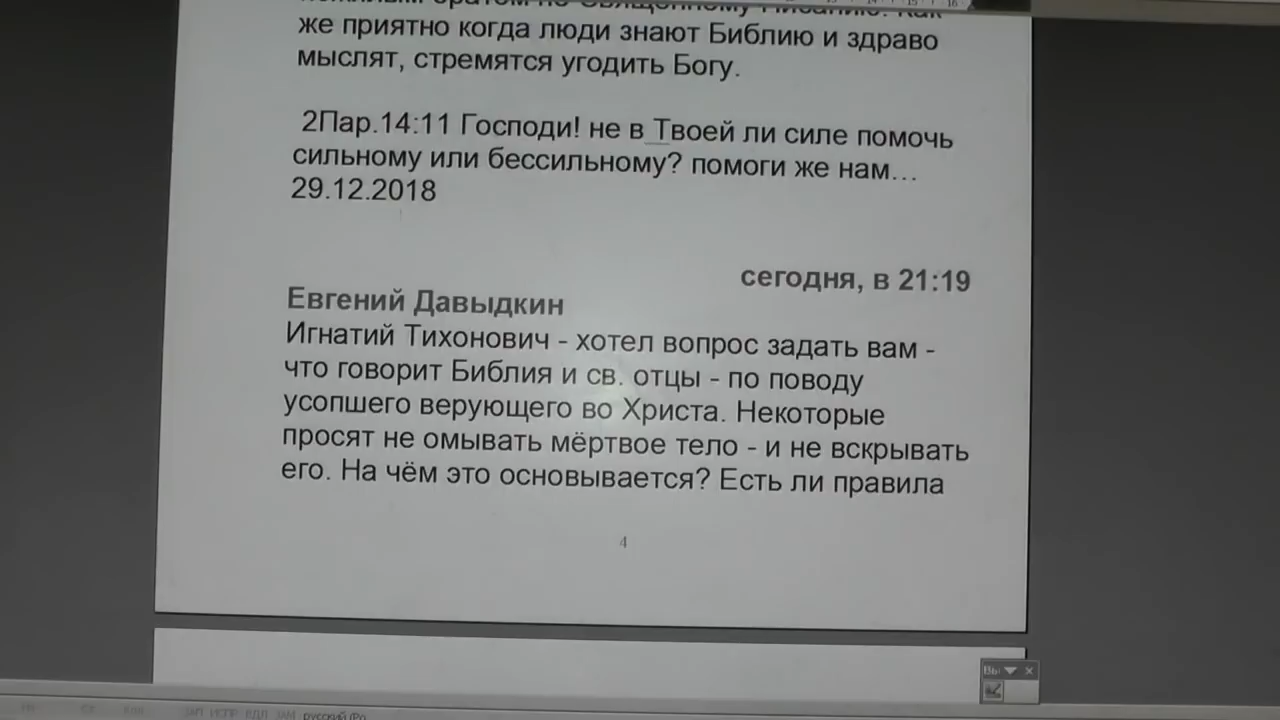 же приятно когда люди знают Библию и здраво
мыслят, стремятся угодить Богу.
2Пар.14:11 Господи! не в Твоей ли силе помочь
сильному или бессильному? помоги же нам...
29.12.2018
сегодня, в 21:19
Евгений Давыдкин
Игнатий Тихонович - хотел вопрос задать вам -
что говорит Библия и св. отцы - по поводу
усопшего верующего во Христа. Некоторые
просят не омывать мёртвое тело - и не вскрывать
его. На чём это основывается? Есть ли правила
4
Вы
русский (Ро